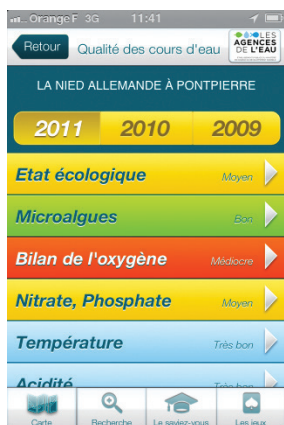 Orange F 3G 11:41
Retour Qualité des cours d'eau LES AGENCES DE L'EAU
LA NIED ALLEMANDE À PONTPIERRE
2011 2010 2009
Etat écologique Moyen
Microalgues Bon
Bilan de l'oxygène Médiocre
Nitrate, Phosphate Moyen
Température Très bon
Acidité Très bon
Carte Recherche Le saviez-vous Les jeux